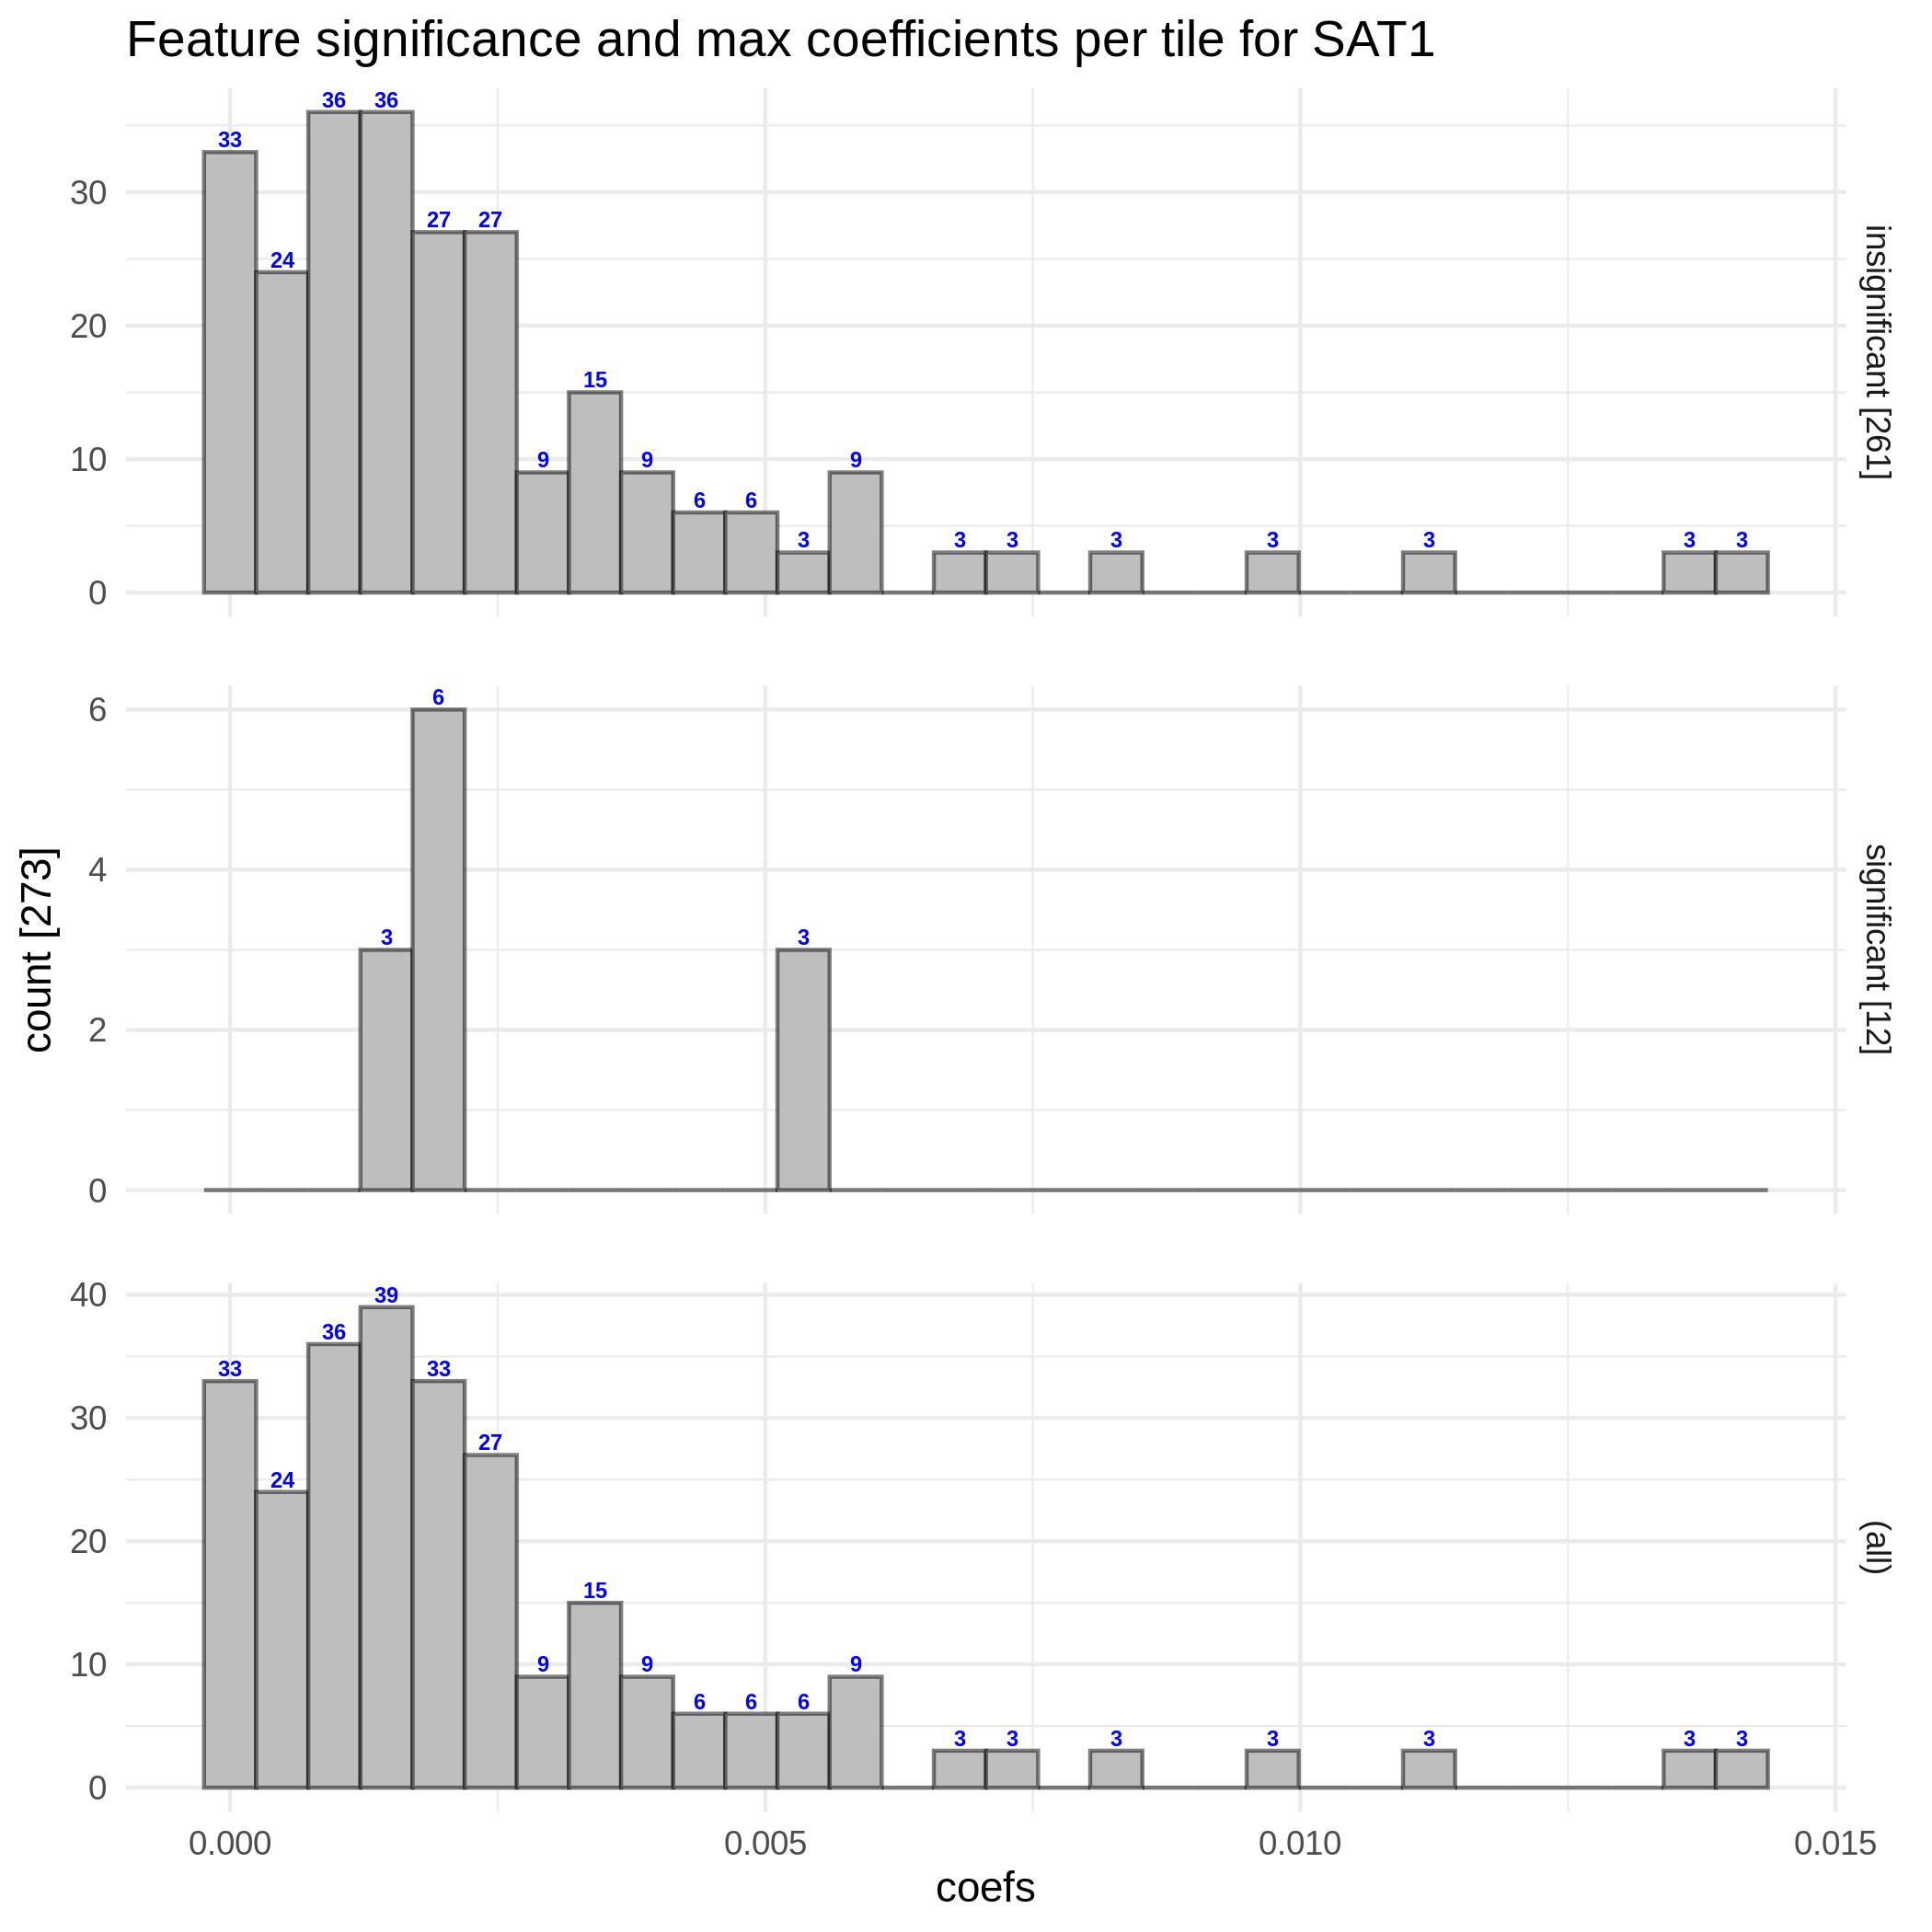 Feature significance and max coefficients per tile for SAT1
33 24 36 36 27 27 9 15 9 6 6 3 9 3 3 3 3 3 3 3
30
20
10
0
insignificant [261]
3 6 3
6
4
2
0
significant [12]
count [273]
33 24 36 39 33 27 9 15 9 6 6 6 9 3 3 3 3 3 3 3
40
30
20
10
0
(all)
0.000 0.005 0.010 0.015
coefs